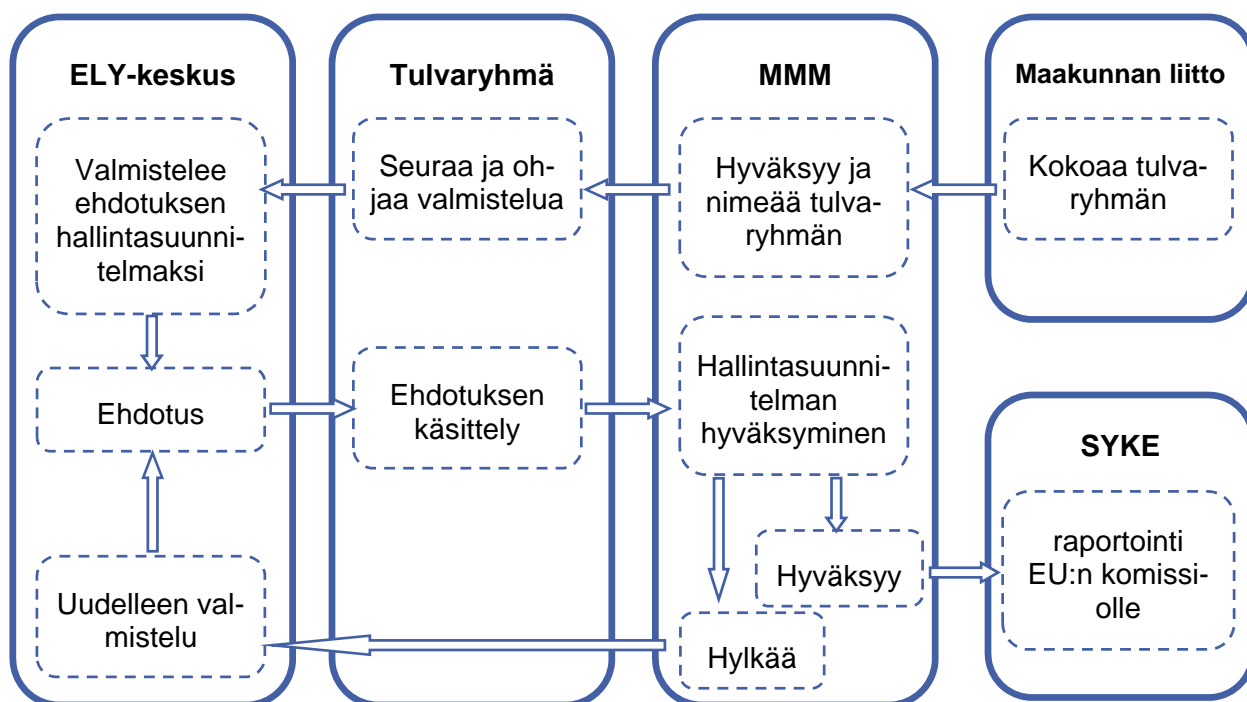 ELY-keskus
Valmistelee
ehdotuksen
hallintasuunni-
telmaksi
Ehdotus
Uudelleen val-
mistelu
Tulvaryhmä
Seuraa ja oh-
jaa valmistelua
Ehdotuksen
käsittely
MMM
Hyväksyy ja
nimeää tulva-
ryhmän
Hallintasuunni-
telman
hyväksyminen
Hyväksyy
Hylkää
Maakunnan liitto
Kokoaa tulva-
ryhmän
SYKE
raportointi
EU:n komissi-
olle